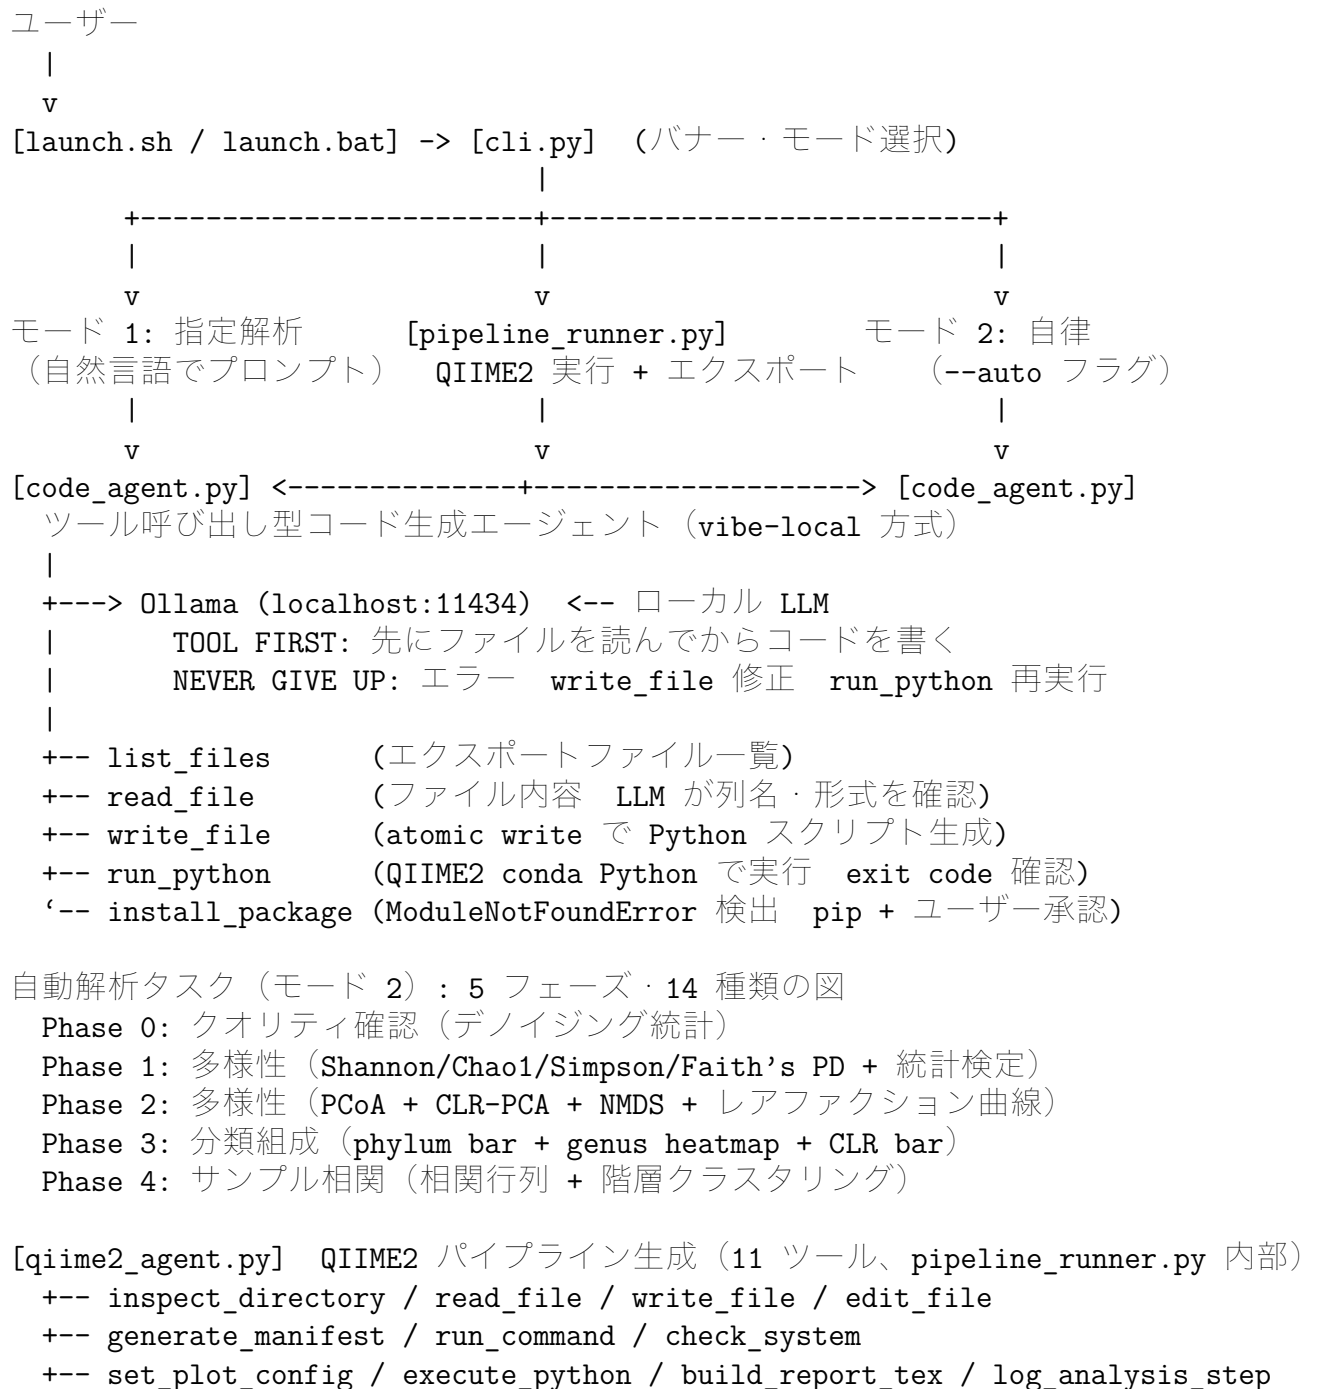 ユーザー
  |
  v
[launch.sh / launch.bat] -> [cli.py] (バナー・モード選択)
                                |
       +------------------------+---------------------------+
       |                        |                           |
       v                        v                           v
モード 1: 指定解析      [pipeline_runner.py]        モード 2: 自律
（自然言語でプロンプト）  QIIME2 実行 + エクスポート   （--auto フラグ）
       |                        |                           |
       v                        v                           v
[code_agent.py] <---------------+--------------------> [code_agent.py]
  ツール呼び出し型コード生成エージェント（vibe-local 方式）
  |
  +---> Ollama (localhost:11434)  <-- ローカル LLM
  |       TOOL FIRST: 先にファイルを読んでからコードを書く
  |       NEVER GIVE UP: エラー  write_file 修正  run_python 再実行
  |
  +-- list_files      (エクスポートファイル一覧)
  +-- read_file       (ファイル内容  LLM が列名・形式を確認)
  +-- write_file      (atomic write で Python スクリプト生成)
  +-- run_python      (QIIME2 conda Python で実行  exit code 確認)
  ‘-- install_package (ModuleNotFoundError 検出  pip + ユーザー承認)
自動解析タスク（モード 2）: 5 フェーズ・14 種類の図
  Phase 0: クオリティ確認（デノイジング統計）
  Phase 1: 多様性（Shannon/Chao1/Simpson/Faith’s PD + 統計検定）
  Phase 2: 多様性（PCoA + CLR-PCA + NMDS + レアファクション曲線）
  Phase 3: 分類組成（phylum bar + genus heatmap + CLR bar）
  Phase 4: サンプル相関（相関行列 + 階層クラスタリング）
[qiime2_agent.py]  QIIME2 パイプライン生成（11 ツール、pipeline_runner.py 内部）
  +-- inspect_directory / read_file / write_file / edit_file
  +-- generate_manifest / run_command / check_system
  +-- set_plot_config / execute_python / build_report_tex / log_analysis_step